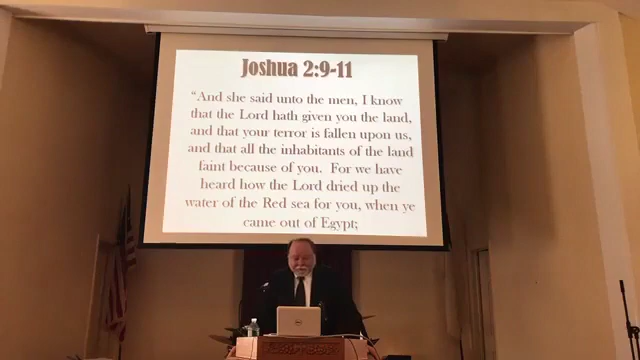 Joshua 2:9-11
“And she said unto the men, I know
that the Lord hath given you the land,
and that your terror is fallen upon us,
and that all the inhabitants of the land
faint because of you.  For we have
heard how the Lord dried up the
water of the Red sea for you, when ye
came out of Egypt;